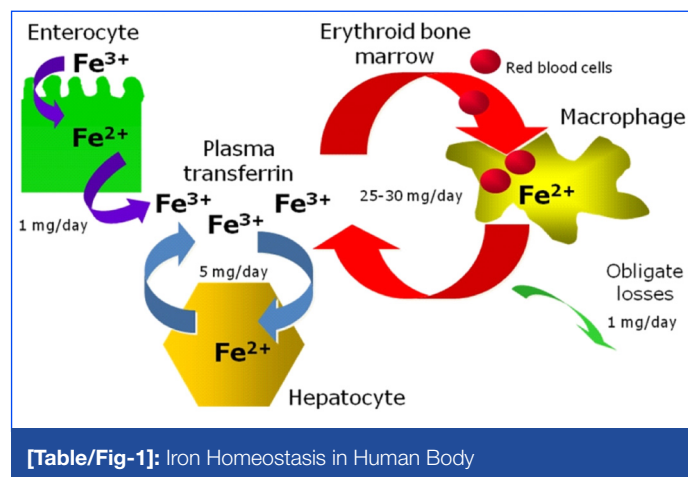 Enterocyte
Fe³⁺
Fe²⁺
1 mg/day
Plasma
transferrin
Fe³⁺
Fe³⁺
Fe³⁺
5 mg/day
Fe²⁺
Hepatocyte
Erythroid bone
marrow
Red blood cells
Macrophage
Fe²⁺
25-30 mg/day
Obligate
losses
1 mg/day
[Table/Fig-1]: Iron Homeostasis in Human Body